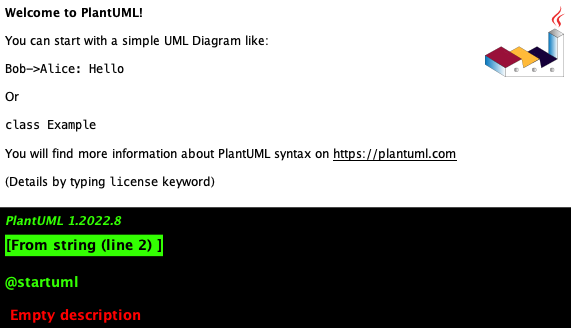 Welcome to PlantUML!
You can start with a simple UML Diagram like:
Bob->Alice: Hello
Or
class Example
You will find more information about PlantUML syntax on https://plantuml.com
(Details by typing license keyword)
PlantUML 1.2022.8
[From string (line 2) ]
@startuml
Empty description